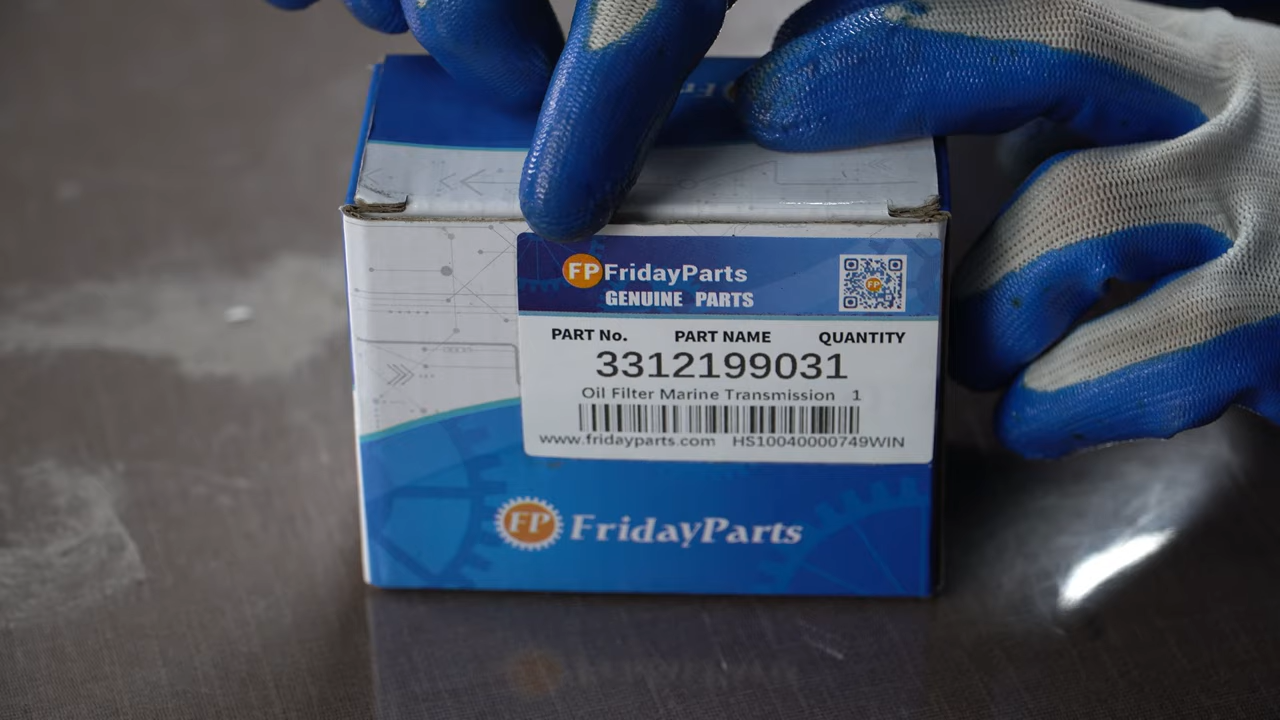 FP FridayParts
GENUINE PARTS
FP
PART No. PART NAME QUANTITY
3312199031
Oil Filter Marine Transmission 1
www.fridayparts.com HS10040000749WIN
FP FridayParts